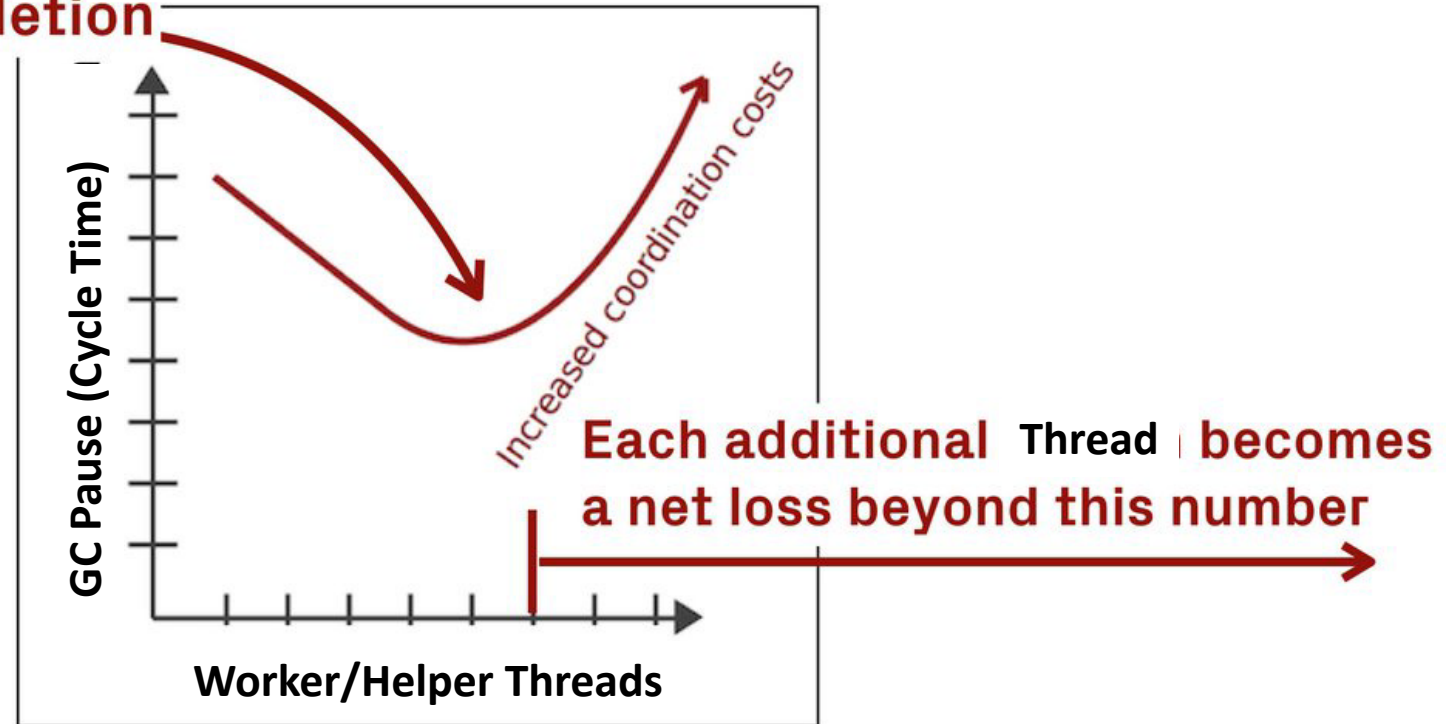 letion
GC Pause (Cycle Time)
Increased coordination costs
Each additional Thread becomes
a net loss beyond this number
Worker/Helper Threads